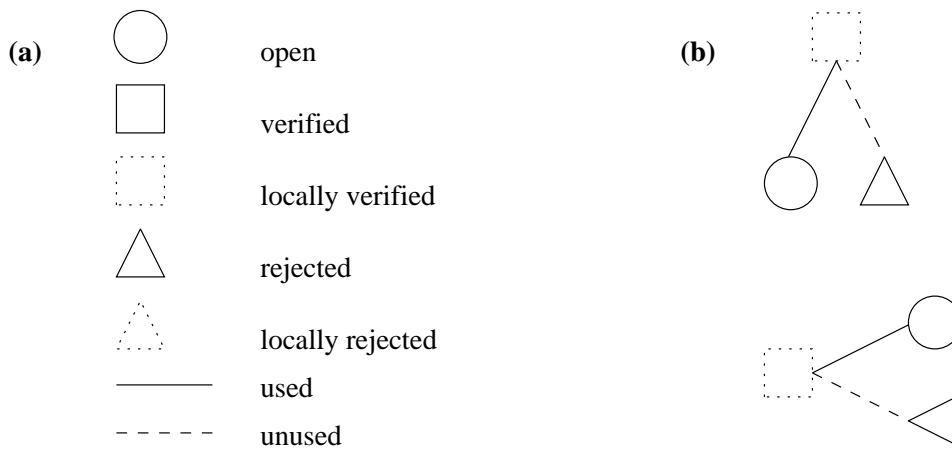 (a)
open
verified
locally verified
rejected
locally rejected
used
unused
(b)